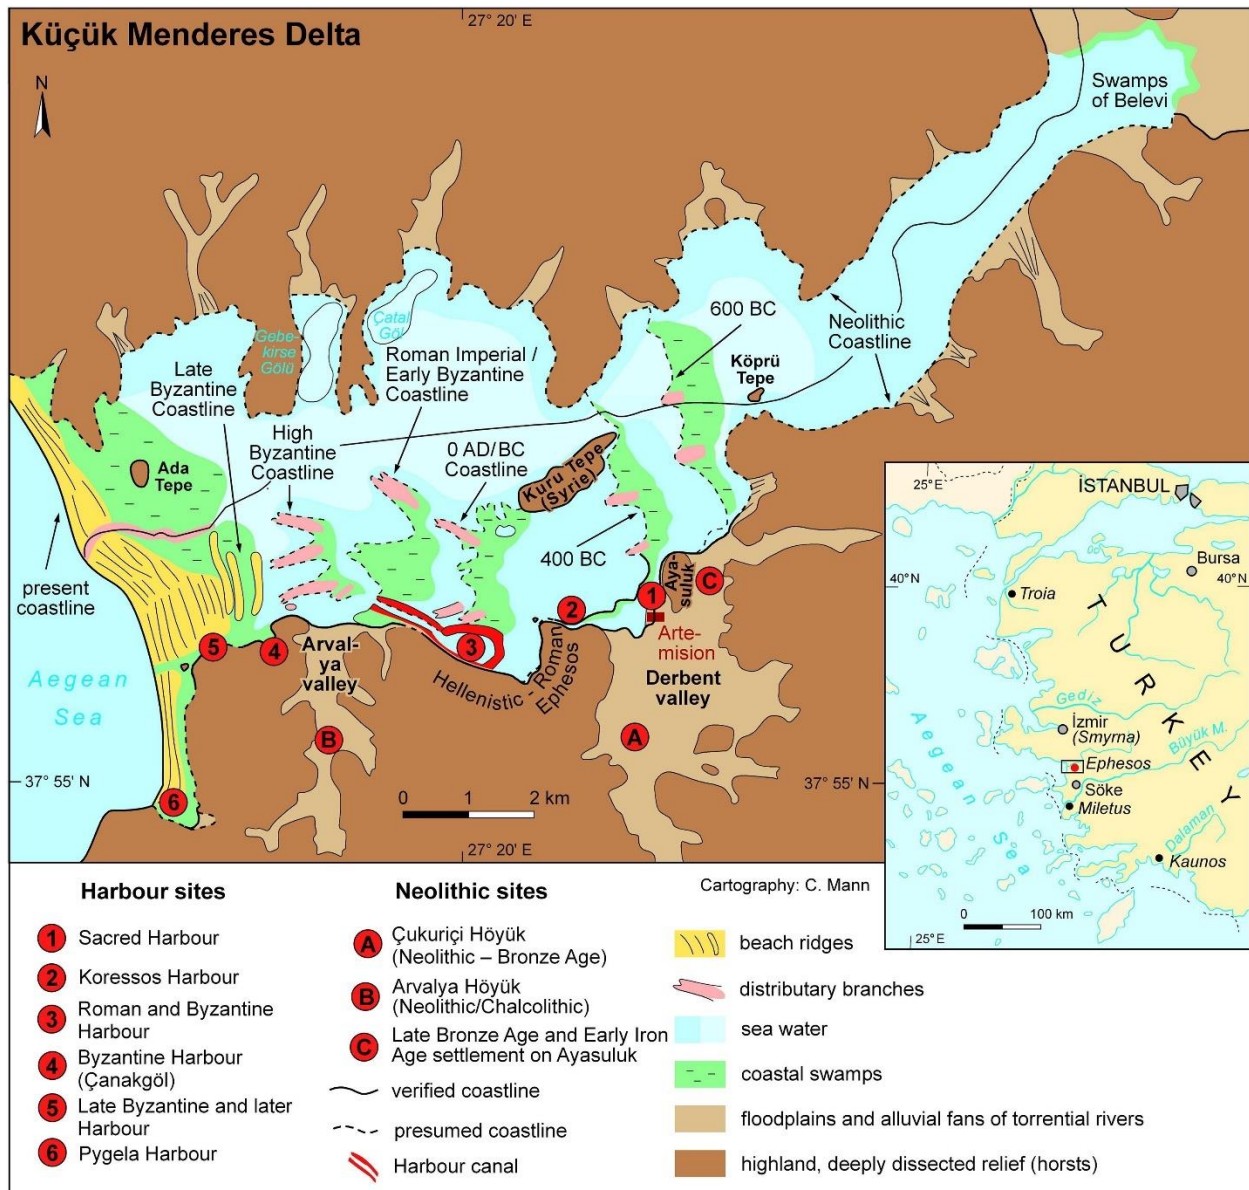 Küçük Menderes Delta
27° 20' E
N
Swamps
of Belevi
600 BC
Neolithic
Coastline
Köprü
Tepe
Çatal
Göl
Gebe-
kirse
Gölü
Roman Imperial /
Early Byzantine
Coastline
Late
Byzantine
Coastline
High
Byzantine
Coastline
0 AD/BC
Coastline
Ada
Tepe
Kuru Tepe
(Syrie)
400 BC
present
coastline
Aegean
Sea
1
2
3
4
5
6
A
B
C
Aya-
suluk
Arte-
mision
Arval-
ya
valley
Hellenistic - Roman
Ephesos
Derbent
valley
37° 55' N
37° 55' N
0 1 2 km
27° 20' E
25° E
İSTANBUL
Bursa
40° N
40° N
Troia
TURKEY
Gediz
İzmir
(Smyrna)
Büyük M.
Ephesos
Söke
Miletus
Aegean Sea
Dalaman
Kaunos
0 100 km
25° E
Harbour sites
1 Sacred Harbour
2 Koressos Harbour
3 Roman and Byzantine
Harbour
4 Byzantine Harbour
(Çanakgöl)
5 Late Byzantine and later
Harbour
6 Pygela Harbour
Neolithic sites
A Çukuriçi Höyük
(Neolithic – Bronze Age)
B Arvalya Höyük
(Neolithic/Chalcolithic)
C Late Bronze Age and Early Iron
Age settlement on Ayasuluk
verified coastline
presumed coastline
Harbour canal
Cartography: C. Mann
beach ridges
distributary branches
sea water
coastal swamps
floodplains and alluvial fans of torrential rivers
highland, deeply dissected relief (horsts)